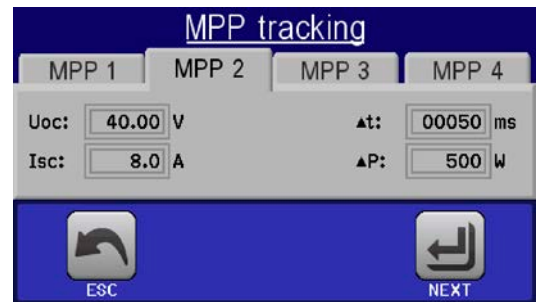 MPP tracking
MPP 1 MPP 2 MPP 3 MPP 4
Uoc: 40.00 V ▲t: 00050 ms
Isc: 8.0 A ▲P: 500 W
ESC NEXT